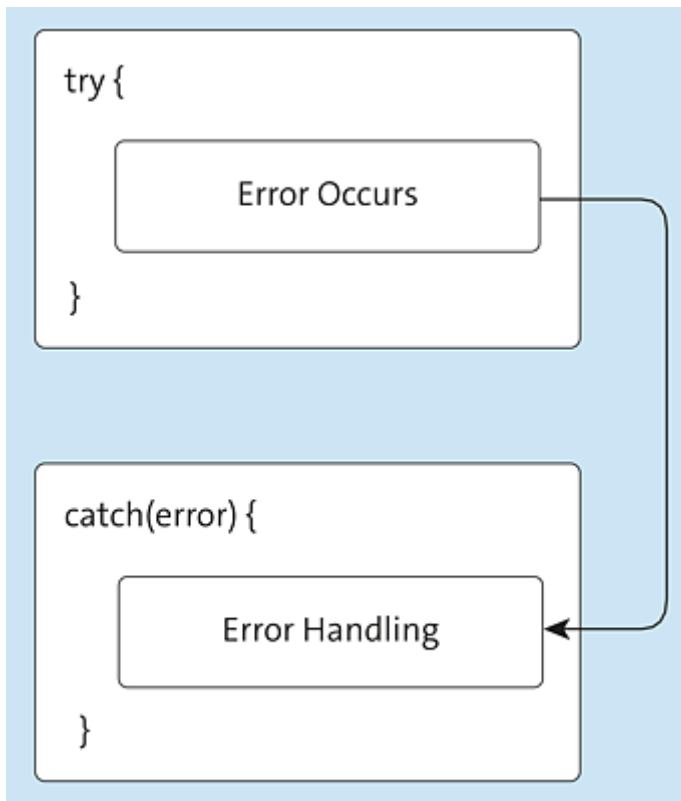 try {
Error Occurs
}
catch(error) {
Error Handling
}